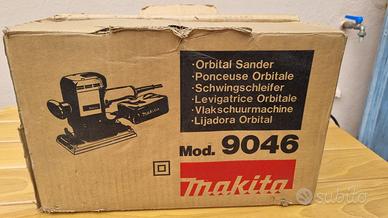 ·Orbital Sander
·Ponceuse Orbitale
·Schwingschleifer
·Levigatrice Orbitale
·Vlakschuurmachine
·Lijadora Orbital
Mod. 9046
makita
subito